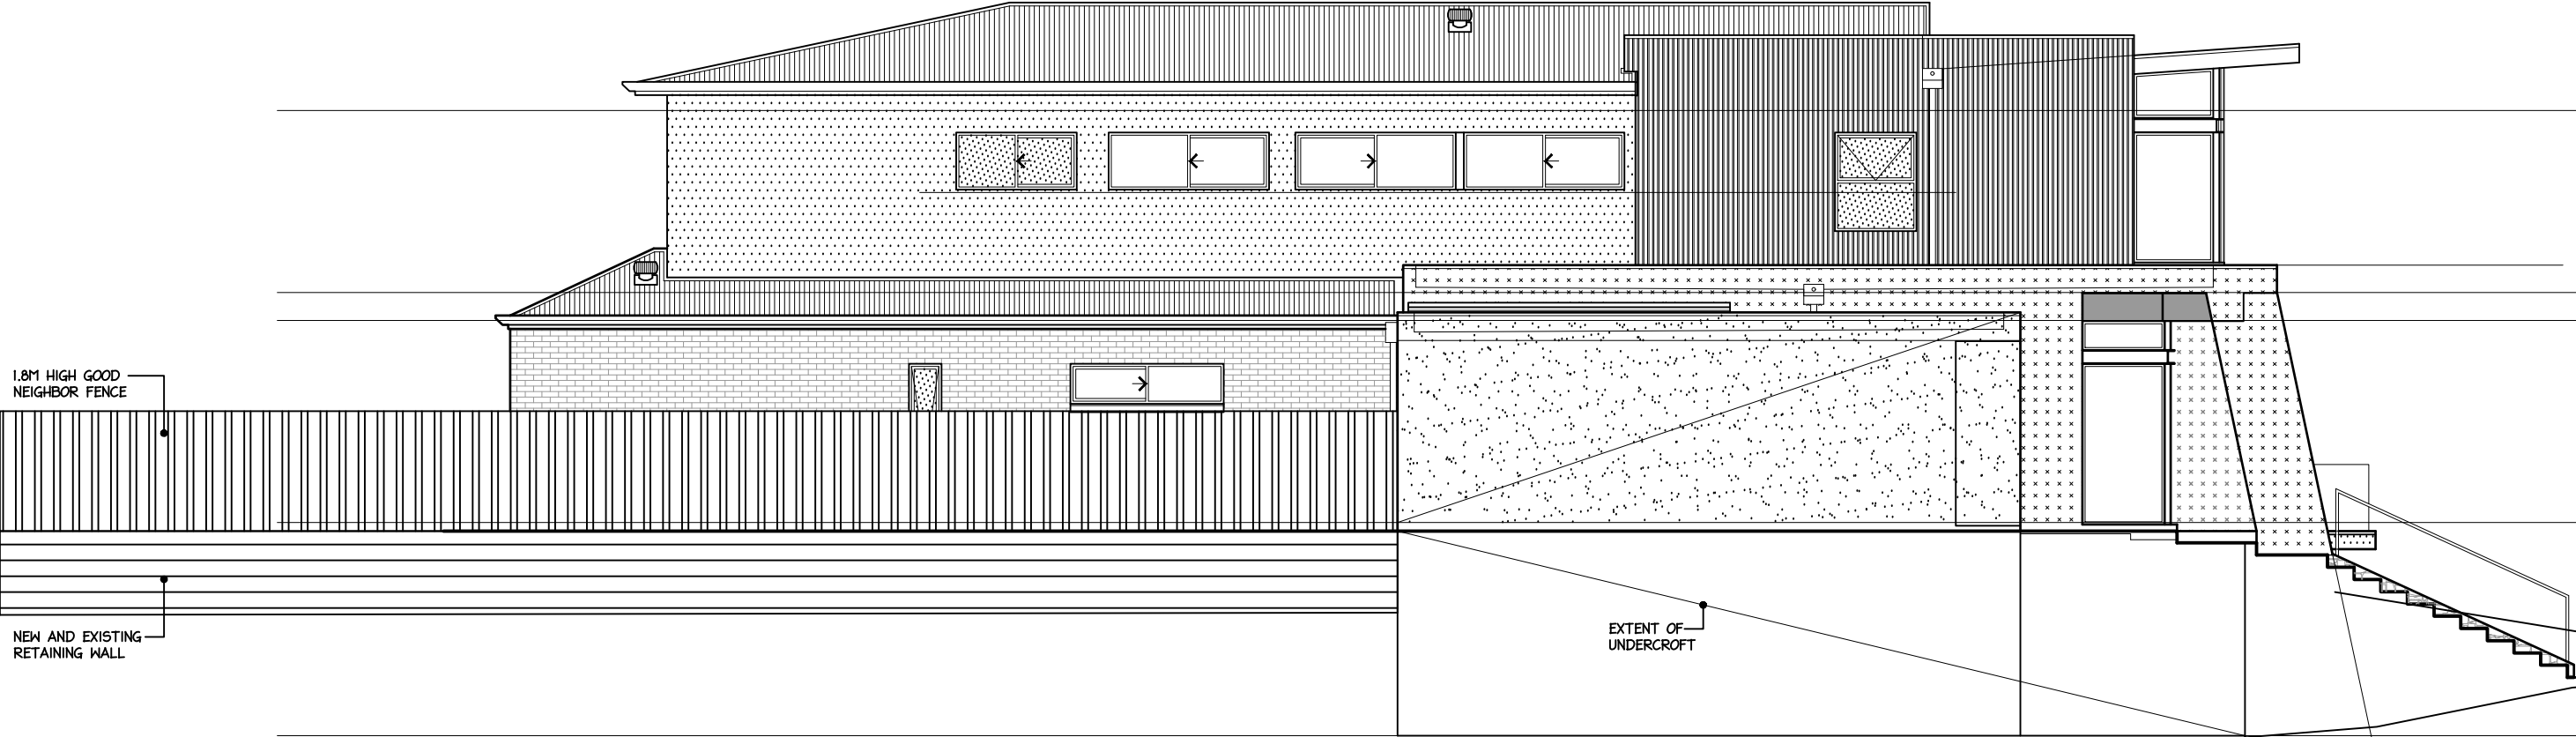 1.8M HIGH GOOD
NEIGHBOR FENCE
NEW AND EXISTING
RETAINING WALL
EXTENT OF
UNDERCROFT